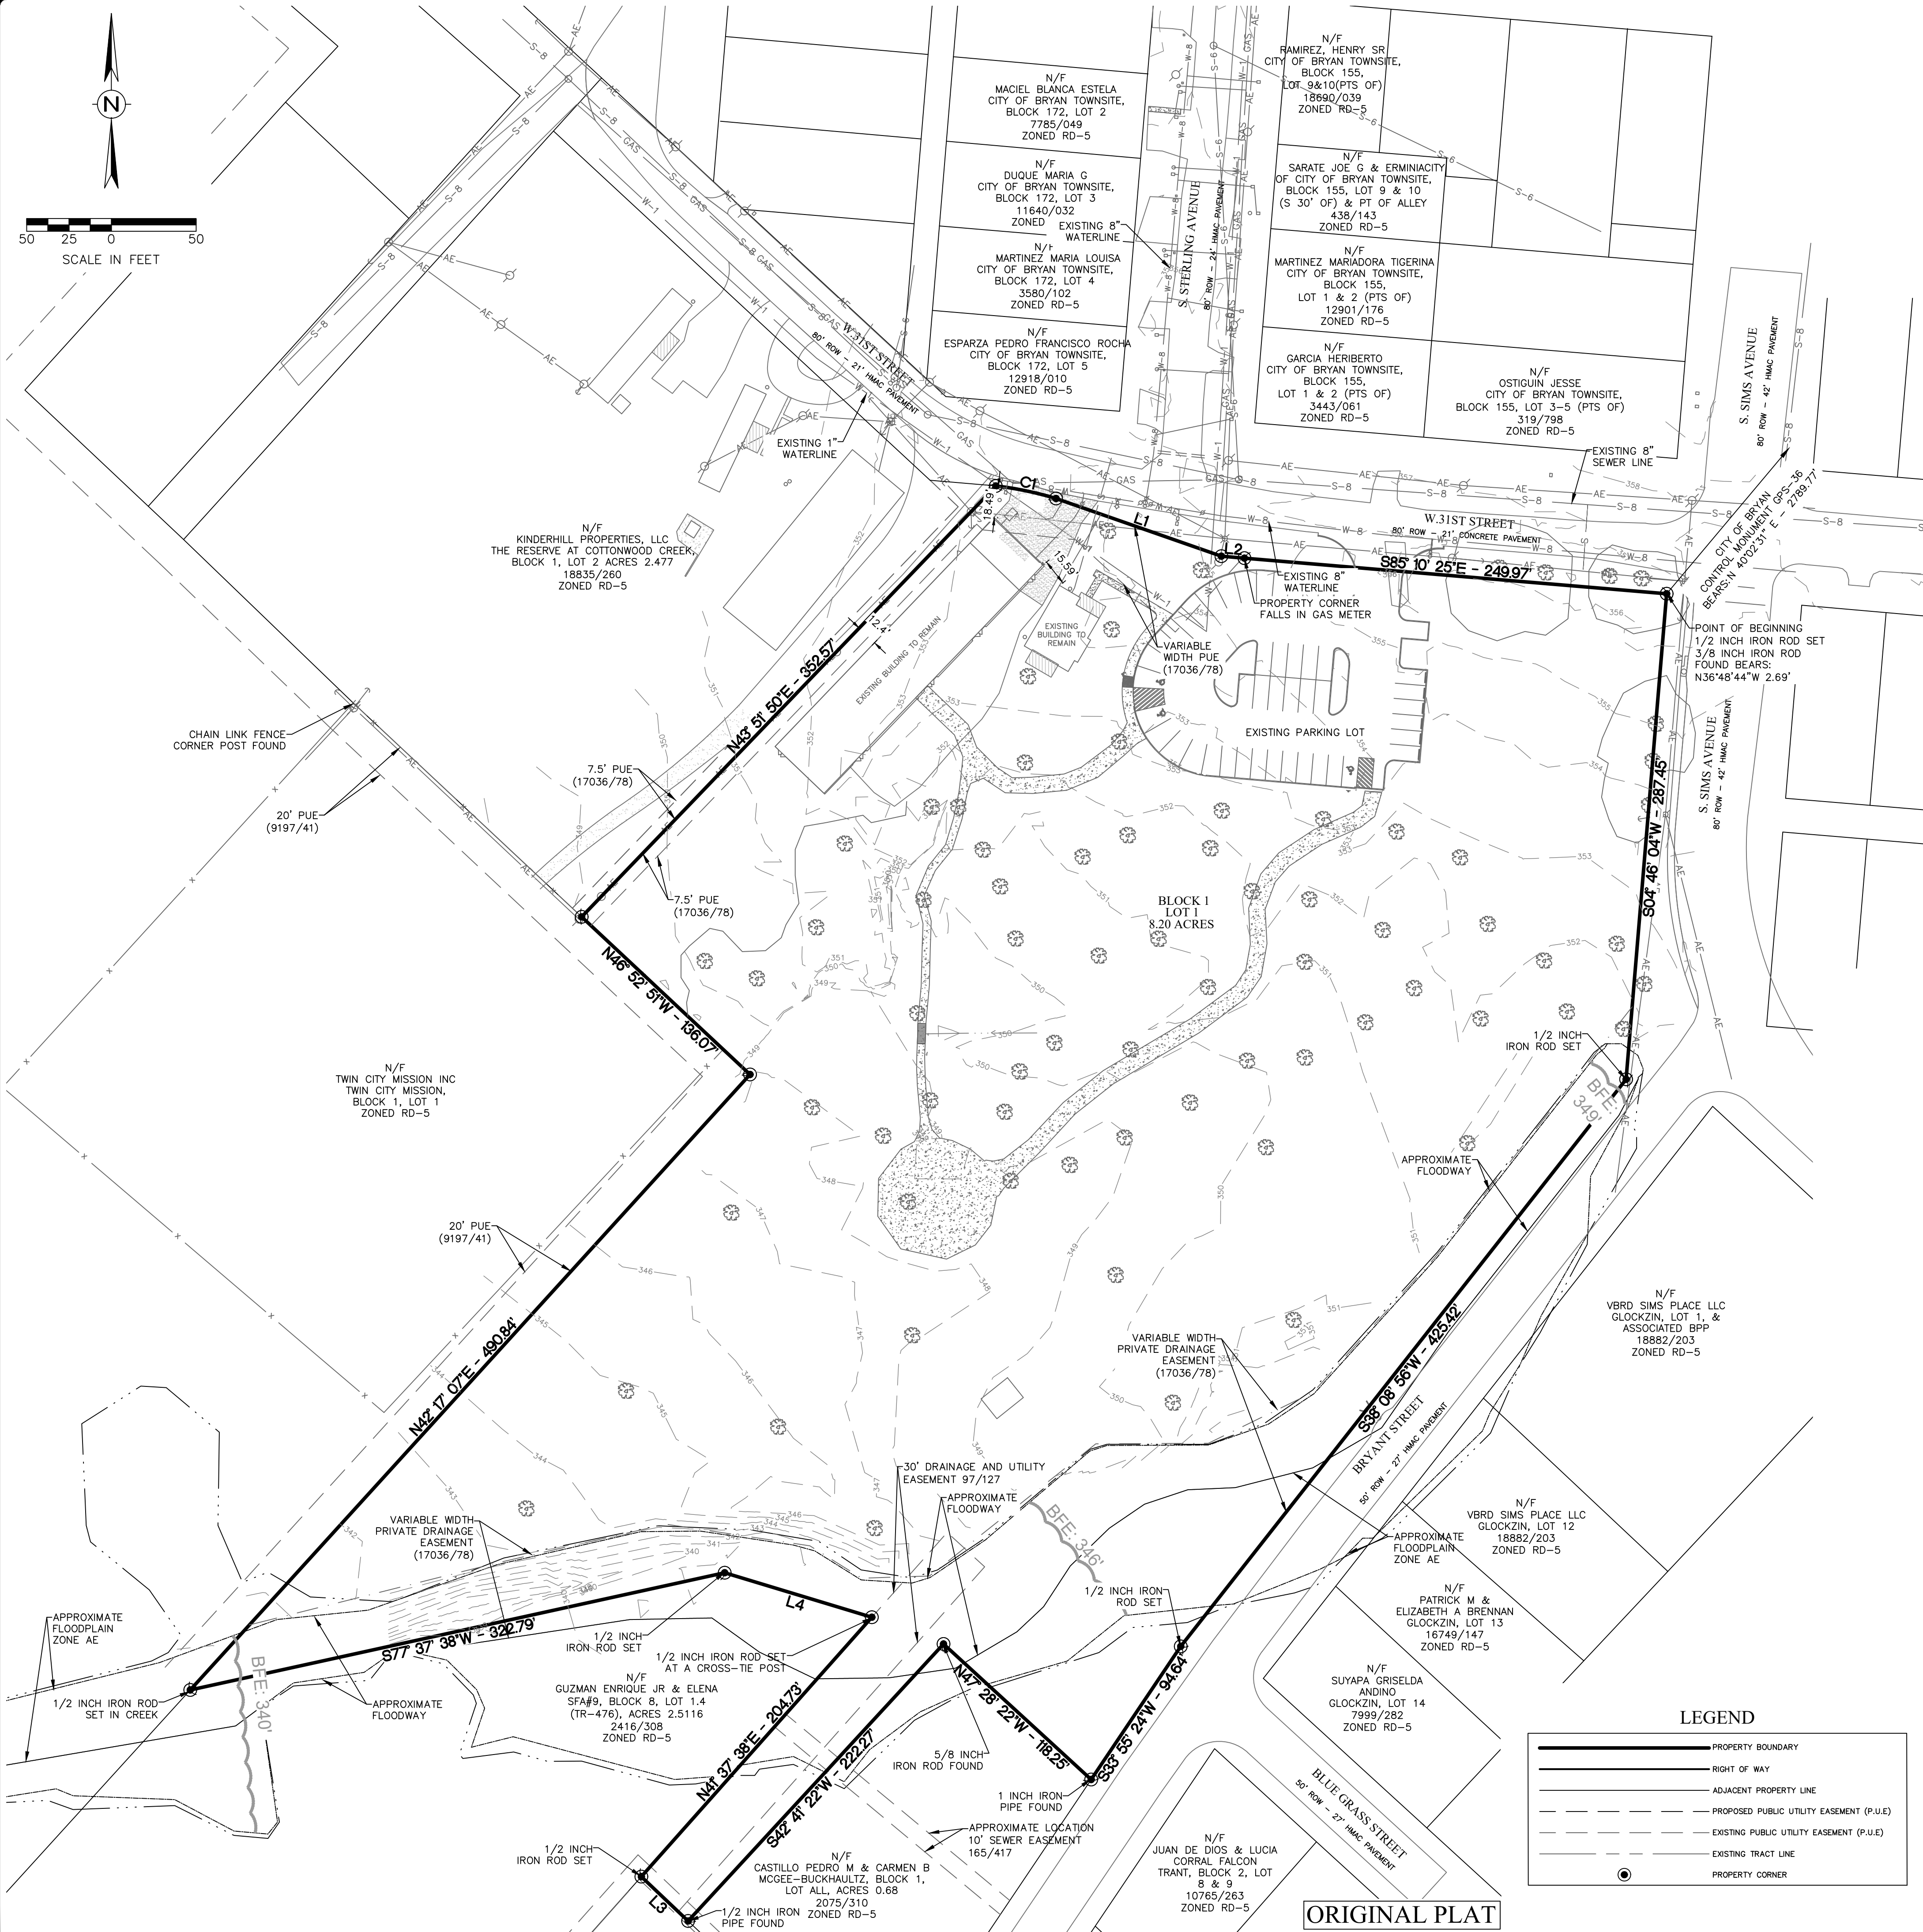 N
50 25 0 50
SCALE IN FEET
N/F
MACIEL BLANCA ESTELA
CITY OF BRYAN TOWNSITE,
BLOCK 172, LOT 2
7785/049
ZONED RD-5
N/F
DUQUE MARIA G
CITY OF BRYAN TOWNSITE,
BLOCK 172, LOT 3
11640/032
ZONED
EXISTING 8"
WATERLINE
N/F
MARTINEZ MARIA LOUISA
CITY OF BRYAN TOWNSITE,
BLOCK 172, LOT 4
3580/102
ZONED RD-5
N/F
ESPARZA PEDRO FRANCISCO ROCHA
CITY OF BRYAN TOWNSITE,
BLOCK 172, LOT 5
12918/010
ZONED RD-5
S. STERLING AVENUE
80' ROW - 24' HMAC PAVEMENT
N/F
RAMIREZ, HENRY SR
CITY OF BRYAN TOWNSITE,
BLOCK 155,
LOT 9&10(PTS OF)
18690/039
ZONED RD-5
N/F
SARATE JOE G & ERMINIACITY
OF CITY OF BRYAN TOWNSITE,
BLOCK 155, LOT 9 & 10
(S 30' OF) & PT OF ALLEY
438/143
ZONED RD-5
N/F
MARTINEZ MARIADORA TIGERINA
CITY OF BRYAN TOWNSITE,
BLOCK 155,
LOT 1 & 2 (PTS OF)
12901/176
ZONED RD-5
N/F
GARCIA HERIBERTO
CITY OF BRYAN TOWNSITE,
BLOCK 155,
LOT 1 & 2 (PTS OF)
3443/061
ZONED RD-5
N/F
OSTIGUIN JESSE
CITY OF BRYAN TOWNSITE,
BLOCK 155, LOT 3-5 (PTS OF)
319/798
ZONED RD-5
S. SIMS AVENUE
80' ROW - 42' HMAC PAVEMENT
EXISTING 8"
SEWER LINE
CITY OF BRYAN
CONTROL MONUMENT GPS-36
BEARS:N 40°02'31" E - 2789.77'
W.31ST STREET
80' ROW - 21' HMAC PAVEMENT
EXISTING 1"
WATERLINE
W.31ST STREET
80' ROW - 21' CONCRETE PAVEMENT
C1
L1
2
S85° 10' 25"E - 249.97'
18.49'
15.59'
12.4'
EXISTING 8"
WATERLINE
PROPERTY CORNER
FALLS IN GAS METER
POINT OF BEGINNING
1/2 INCH IRON ROD SET
3/8 INCH IRON ROD
FOUND BEARS:
N36°48'44"W 2.69'
N/F
KINDERHILL PROPERTIES, LLC
THE RESERVE AT COTTONWOOD CREEK,
BLOCK 1, LOT 2 ACRES 2.477
18835/260
ZONED RD-5
EXISTING BUILDING TO REMAIN
EXISTING
BUILDING TO
REMAIN
VARIABLE
WIDTH PUE
(17036/78)
EXISTING PARKING LOT
N43° 51' 50"E - 352.57'
CHAIN LINK FENCE
CORNER POST FOUND
20' PUE
(9197/41)
7.5' PUE
(17036/78)
7.5' PUE
(17036/78)
S. SIMS AVENUE
80' ROW - 42' HMAC PAVEMENT
S04° 46' 04"W - 287.45'
BLOCK 1
LOT 1
8.20 ACRES
N46° 52' 51"W - 136.07'
1/2 INCH
IRON ROD SET
BFE:
349'
N/F
TWIN CITY MISSION INC
TWIN CITY MISSION,
BLOCK 1, LOT 1
ZONED RD-5
APPROXIMATE
FLOODWAY
20' PUE
(9197/41)
N42° 17' 07"E - 490.84'
VARIABLE WIDTH
PRIVATE DRAINAGE
EASEMENT
(17036/78)
S38° 08' 56"W - 425.42'
BRYANT STREET
50' ROW - 27' HMAC PAVEMENT
N/F
VBRD SIMS PLACE LLC
GLOCKZIN, LOT 1, &
ASSOCIATED BPP
18882/203
ZONED RD-5
30' DRAINAGE AND UTILITY
EASEMENT 97/127
APPROXIMATE
FLOODWAY
BFE: 346'
VARIABLE WIDTH
PRIVATE DRAINAGE
EASEMENT
(17036/78)
APPROXIMATE
FLOODPLAIN
ZONE AE
N/F
VBRD SIMS PLACE LLC
GLOCKZIN, LOT 12
18882/203
ZONED RD-5
N/F
PATRICK M &
ELIZABETH A BRENNAN
GLOCKZIN, LOT 13
16749/147
ZONED RD-5
N/F
SUYAPA GRISELDA
ANDINO
GLOCKZIN, LOT 14
7999/282
ZONED RD-5
1/2 INCH IRON
ROD SET
APPROXIMATE
FLOODPLAIN
ZONE AE
S77° 37' 38"W - 322.79'
L4
1/2 INCH
IRON ROD SET
1/2 INCH IRON ROD SET
AT A CROSS-TIE POST
1/2 INCH IRON ROD
SET IN CREEK
BFE: 340'
APPROXIMATE
FLOODWAY
N/F
GUZMAN ENRIQUE JR & ELENA
SFA#9, BLOCK 8, LOT 1.4
(TR-476), ACRES 2.5116
2416/308
ZONED RD-5
N41° 37' 38"E - 204.73'
S42° 41' 22"W - 222.27'
N47° 28' 22"W - 118.25'
S33° 55' 24"W - 94.64'
5/8 INCH
IRON ROD FOUND
1 INCH IRON
PIPE FOUND
APPROXIMATE LOCATION
10' SEWER EASEMENT
165/417
1/2 INCH
IRON ROD SET
L3
1/2 INCH IRON
PIPE FOUND
N/F
CASTILLO PEDRO M & CARMEN B
MCGEE-BUCKHAULTZ, BLOCK 1,
LOT ALL, ACRES 0.68
2075/310
ZONED RD-5
N/F
JUAN DE DIOS & LUCIA
CORRAL FALCON
TRANT, BLOCK 2, LOT
8 & 9
10765/263
ZONED RD-5
BLUE GRASS STREET
50' ROW - 27' HMAC PAVEMENT
LEGEND
PROPERTY BOUNDARY
RIGHT OF WAY
ADJACENT PROPERTY LINE
PROPOSED PUBLIC UTILITY EASEMENT (P.U.E)
EXISTING PUBLIC UTILITY EASEMENT (P.U.E)
EXISTING TRACT LINE
PROPERTY CORNER
ORIGINAL PLAT